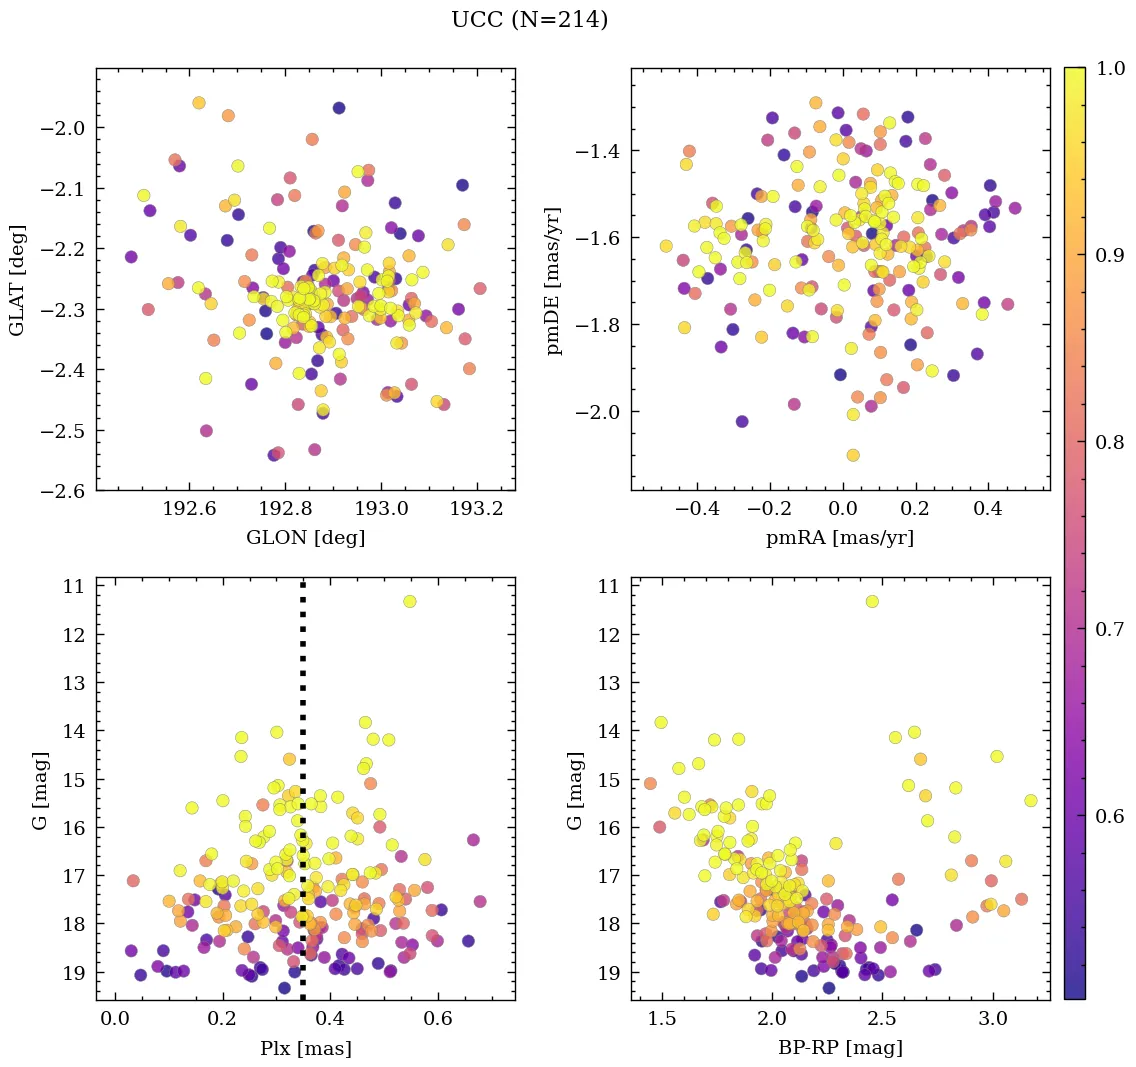 UCC (N=214)
−2.0
−2.1
−2.2
−2.3
−2.4
−2.5
−2.6
GLAT [deg]
192.6 192.8 193.0 193.2
GLON [deg]
−1.4
−1.6
−1.8
−2.0
pmDE [mas/yr]
−0.4 −0.2 0.0 0.2 0.4
pmRA [mas/yr]
1.0
0.9
0.8
0.7
0.6
11
12
13
14
15
16
17
18
19
G [mag]
0.0 0.2 0.4 0.6
Plx [mas]
11
12
13
14
15
16
17
18
19
G [mag]
1.5 2.0 2.5 3.0
BP-RP [mag]